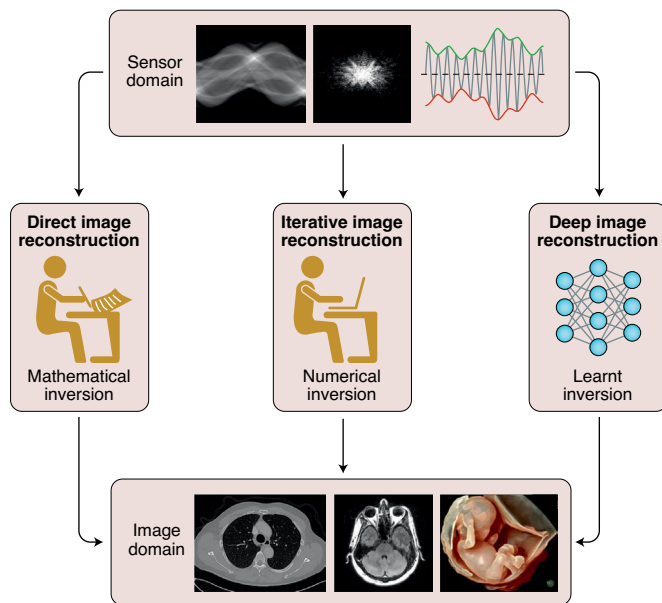 Sensor
domain
Direct image
reconstruction
Mathematical
inversion
Iterative image
reconstruction
Numerical
inversion
Deep image
reconstruction
Learnt
inversion
Image
domain